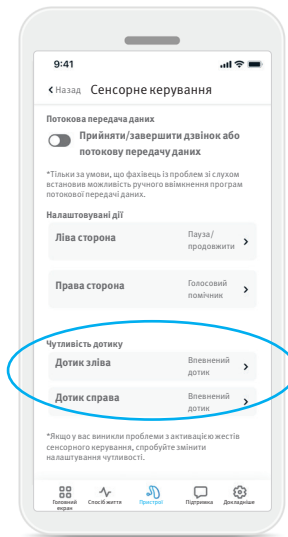 9:41
Назад Сенсорне керування
Потокова передача даних
Прийняти/завершити дзвінок або
потокову передачу даних
*Тільки за умови, що фахівець із проблем зі слухом
встановив можливість ручного ввімкнення програм
потокової передачі даних.
Налаштовувані дії
Ліва сторона
Пауза/
продовжити
Права сторона
Голосовий
помічник
Чутливість дотику
Дотик зліва
Впевнений
дотик
Дотик справа
Впевнений
дотик
*Якщо у вас виникли проблеми з активацією жестів
сенсорного керування, спробуйте змінити
налаштування чутливості.
Головний
екран
Спосіб життя
Пристрої
Підтримка
Докладніше